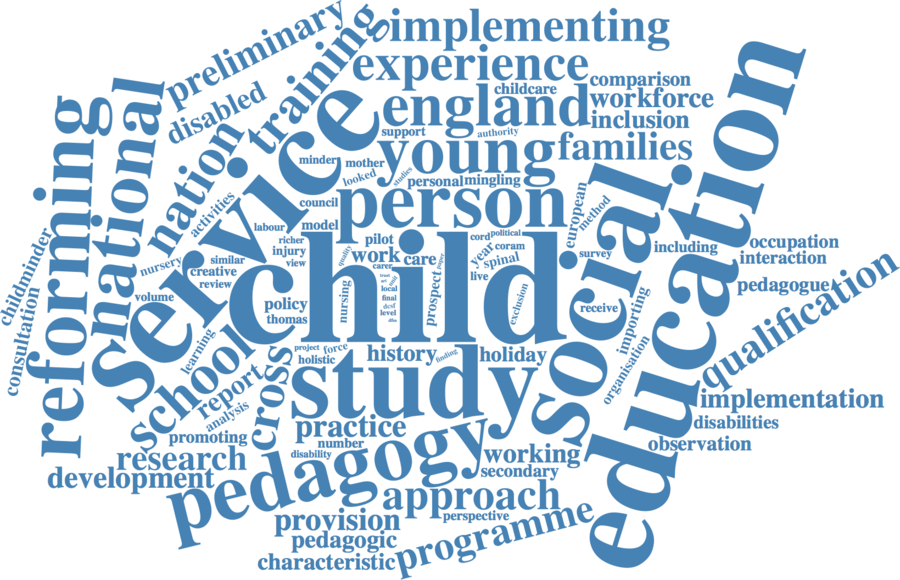 preliminary
training
implementing
experience
childcare
comparison
workforce
inclusion
disabled
england
support
authority
young
families
reforming
national
nation
service
minder
mother
looked
studies
personal
mingling
person
social
education
european
method
activities
council
model
labour
richer
injury
view
pilot
work
care
carer
quality
cord
political
year
coram
spinal
survey
live
including
occupation
interaction
pedagogue
qualification
childminder
consultation
nursery
similar
creative
review
volume
child
policy
thomas
nursing
trust
local
final
dcsf
level
prospect
exclusion
receive
importing
organisation
learning
school
report
analysis
cross
project
force
holistic
history
finding
holiday
study
implementation
disabilities
observation
promoting
research
development
practice
number
disability
pedagogy
working
secondary
approach
perspective
provision
pedagogic
characteristic
programme